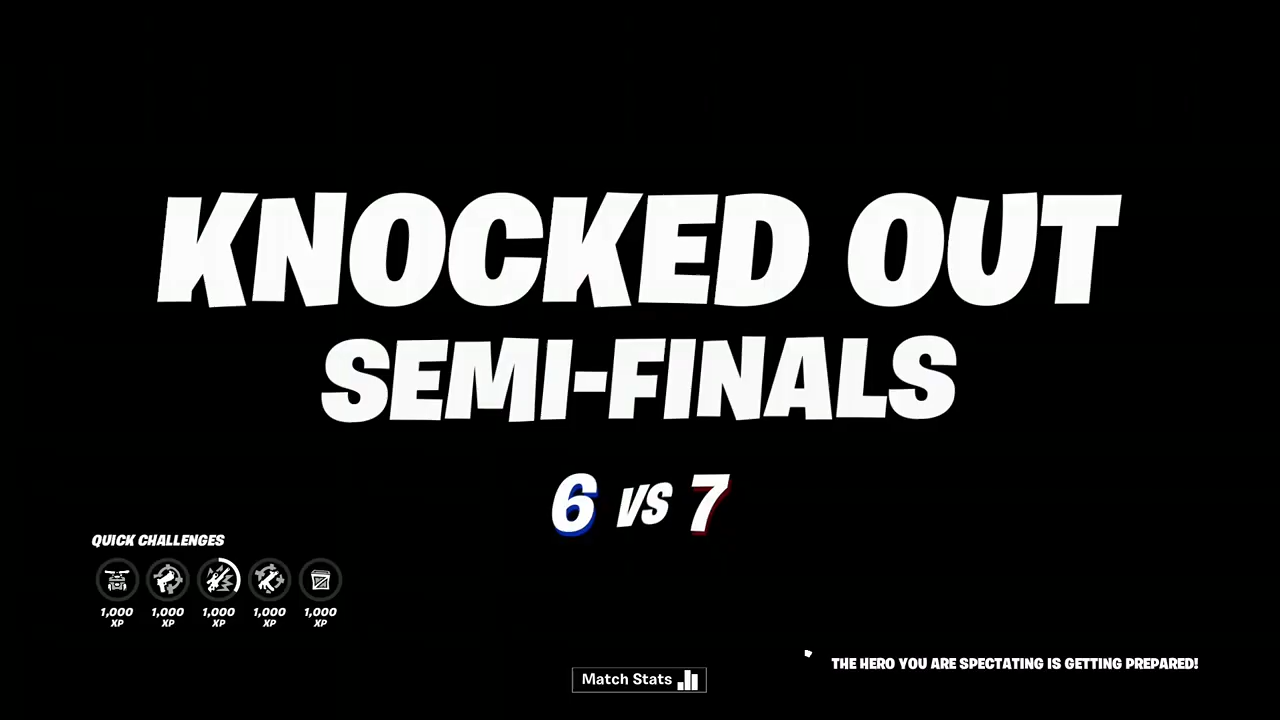 KNOCKED OUT
SEMI-FINALS
6 VS 7
QUICK CHALLENGES
1,000 XP
1,000 XP
1,000 XP
1,000 XP
1,000 XP
THE HERO YOU ARE SPECTATING IS GETTING PREPARED!
Match Stats